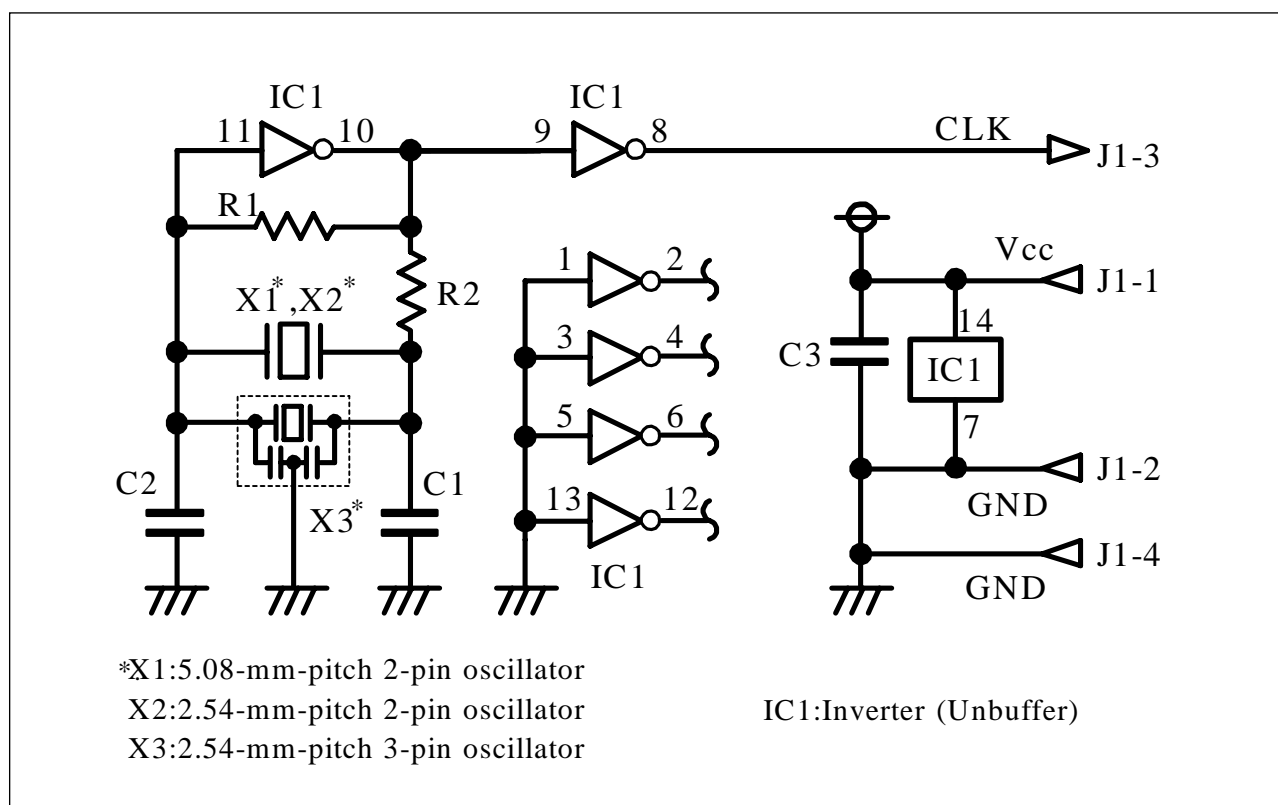 IC1
IC1
11
10
9
8
CLK
J1-3
R1
X1*,X2*
R2
1
2
Vcc
J1-1
3
4
C3
14
IC1
5
6
7
C2
X3*
C1
13
12
IC1
J1-2
GND
J1-4
GND
*X1:5.08-mm-pitch 2-pin oscillator
X2:2.54-mm-pitch 2-pin oscillator
X3:2.54-mm-pitch 3-pin oscillator
IC1:Inverter (Unbuffer)